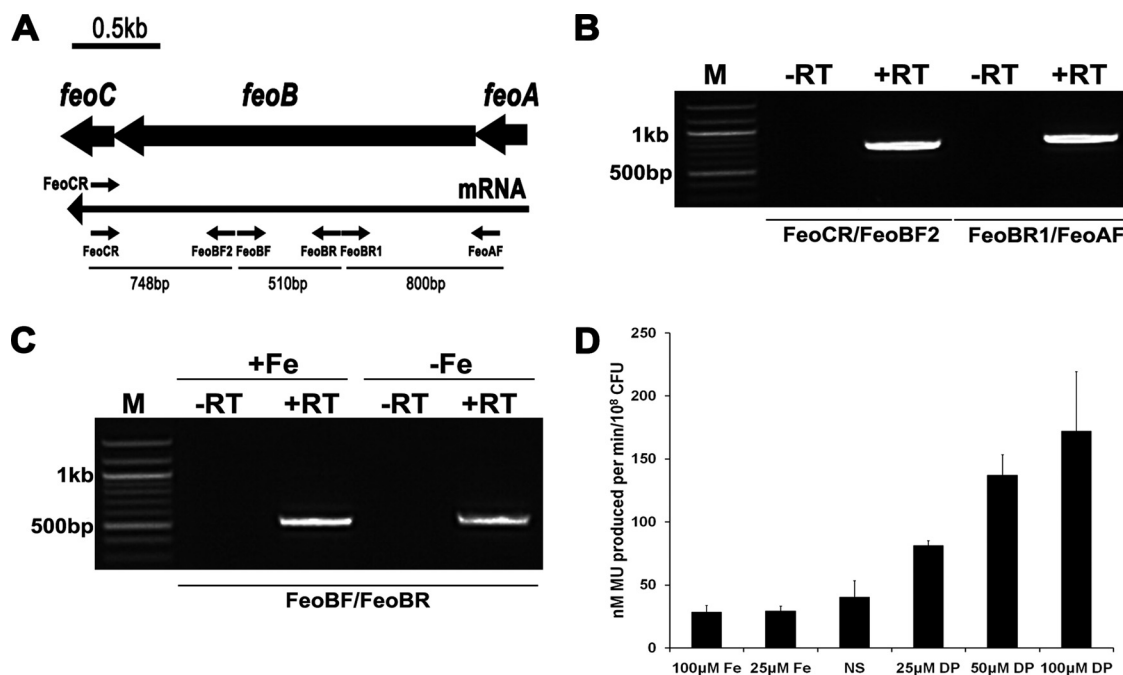 A
0.5kb
feoC feoB feoA
FeoCR
mRNA
FeoCR FeoBF2 FeoBF FeoBR FeoBR1 FeoAF
748bp 510bp 800bp
B
M -RT +RT -RT +RT
1kb
500bp
FeoCR/FeoBF2 FeoBR1/FeoAF
C
+Fe -Fe
M -RT +RT -RT +RT
1kb
500bp
FeoBF/FeoBR
D
nM MU produced per min/10⁸ CFU
250
200
150
100
50
0
100µM Fe 25µM Fe NS 25µM DP 50µM DP 100µM DP